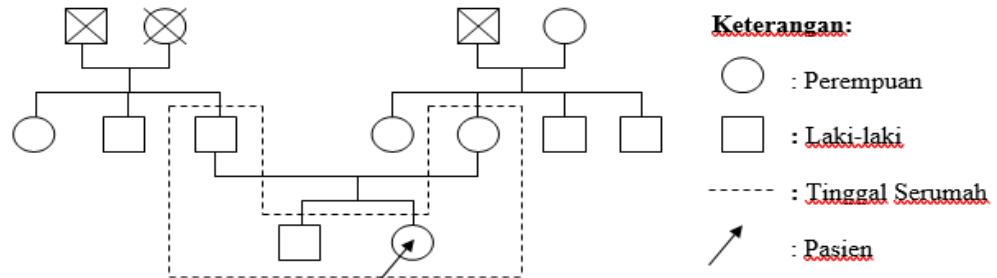 Keterangan:
: Perempuan
: Laki-laki
: Tinggal Serumah
: Pasien